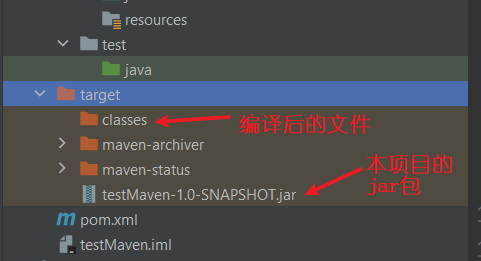 resources
test
java
target
classes
编译后的文件
maven-archiver
maven-status
本项目的
jar包
testMaven-1.0-SNAPSHOT.jar
pom.xml
testMaven.iml